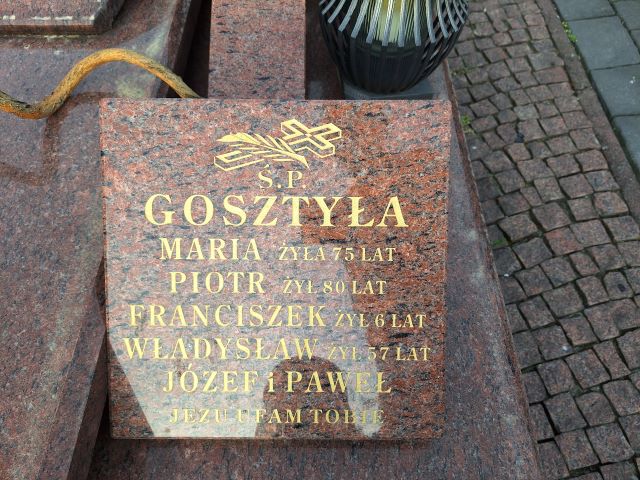 S.P.
GOSZTYŁA
MARIA ŻYŁA 75 LAT
PIOTR ŻYŁ 80 LAT
FRANCISZEK ŻYŁ 6 LAT
WŁADYSŁAW ŻYŁ 57 LAT
JÓZEF i PAWEŁ
JEZU UFAM TOBIE